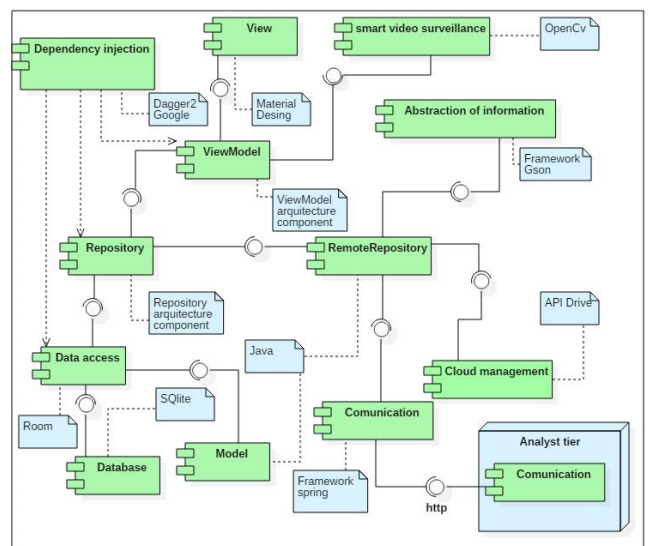 View
smart video surveillance
OpenCv
Dependency injection
Dagger2
Google
Material
Desing
Abstraction of information
ViewModel
Framework
Gson
ViewModel
arquitecture
component
Repository
RemoteRepository
Repository
arquitecture
component
API Drive
Java
Data access
Cloud management
SQlite
Room
Comunication
Analyst tier
Model
Database
Framework
spring
Comunication
http